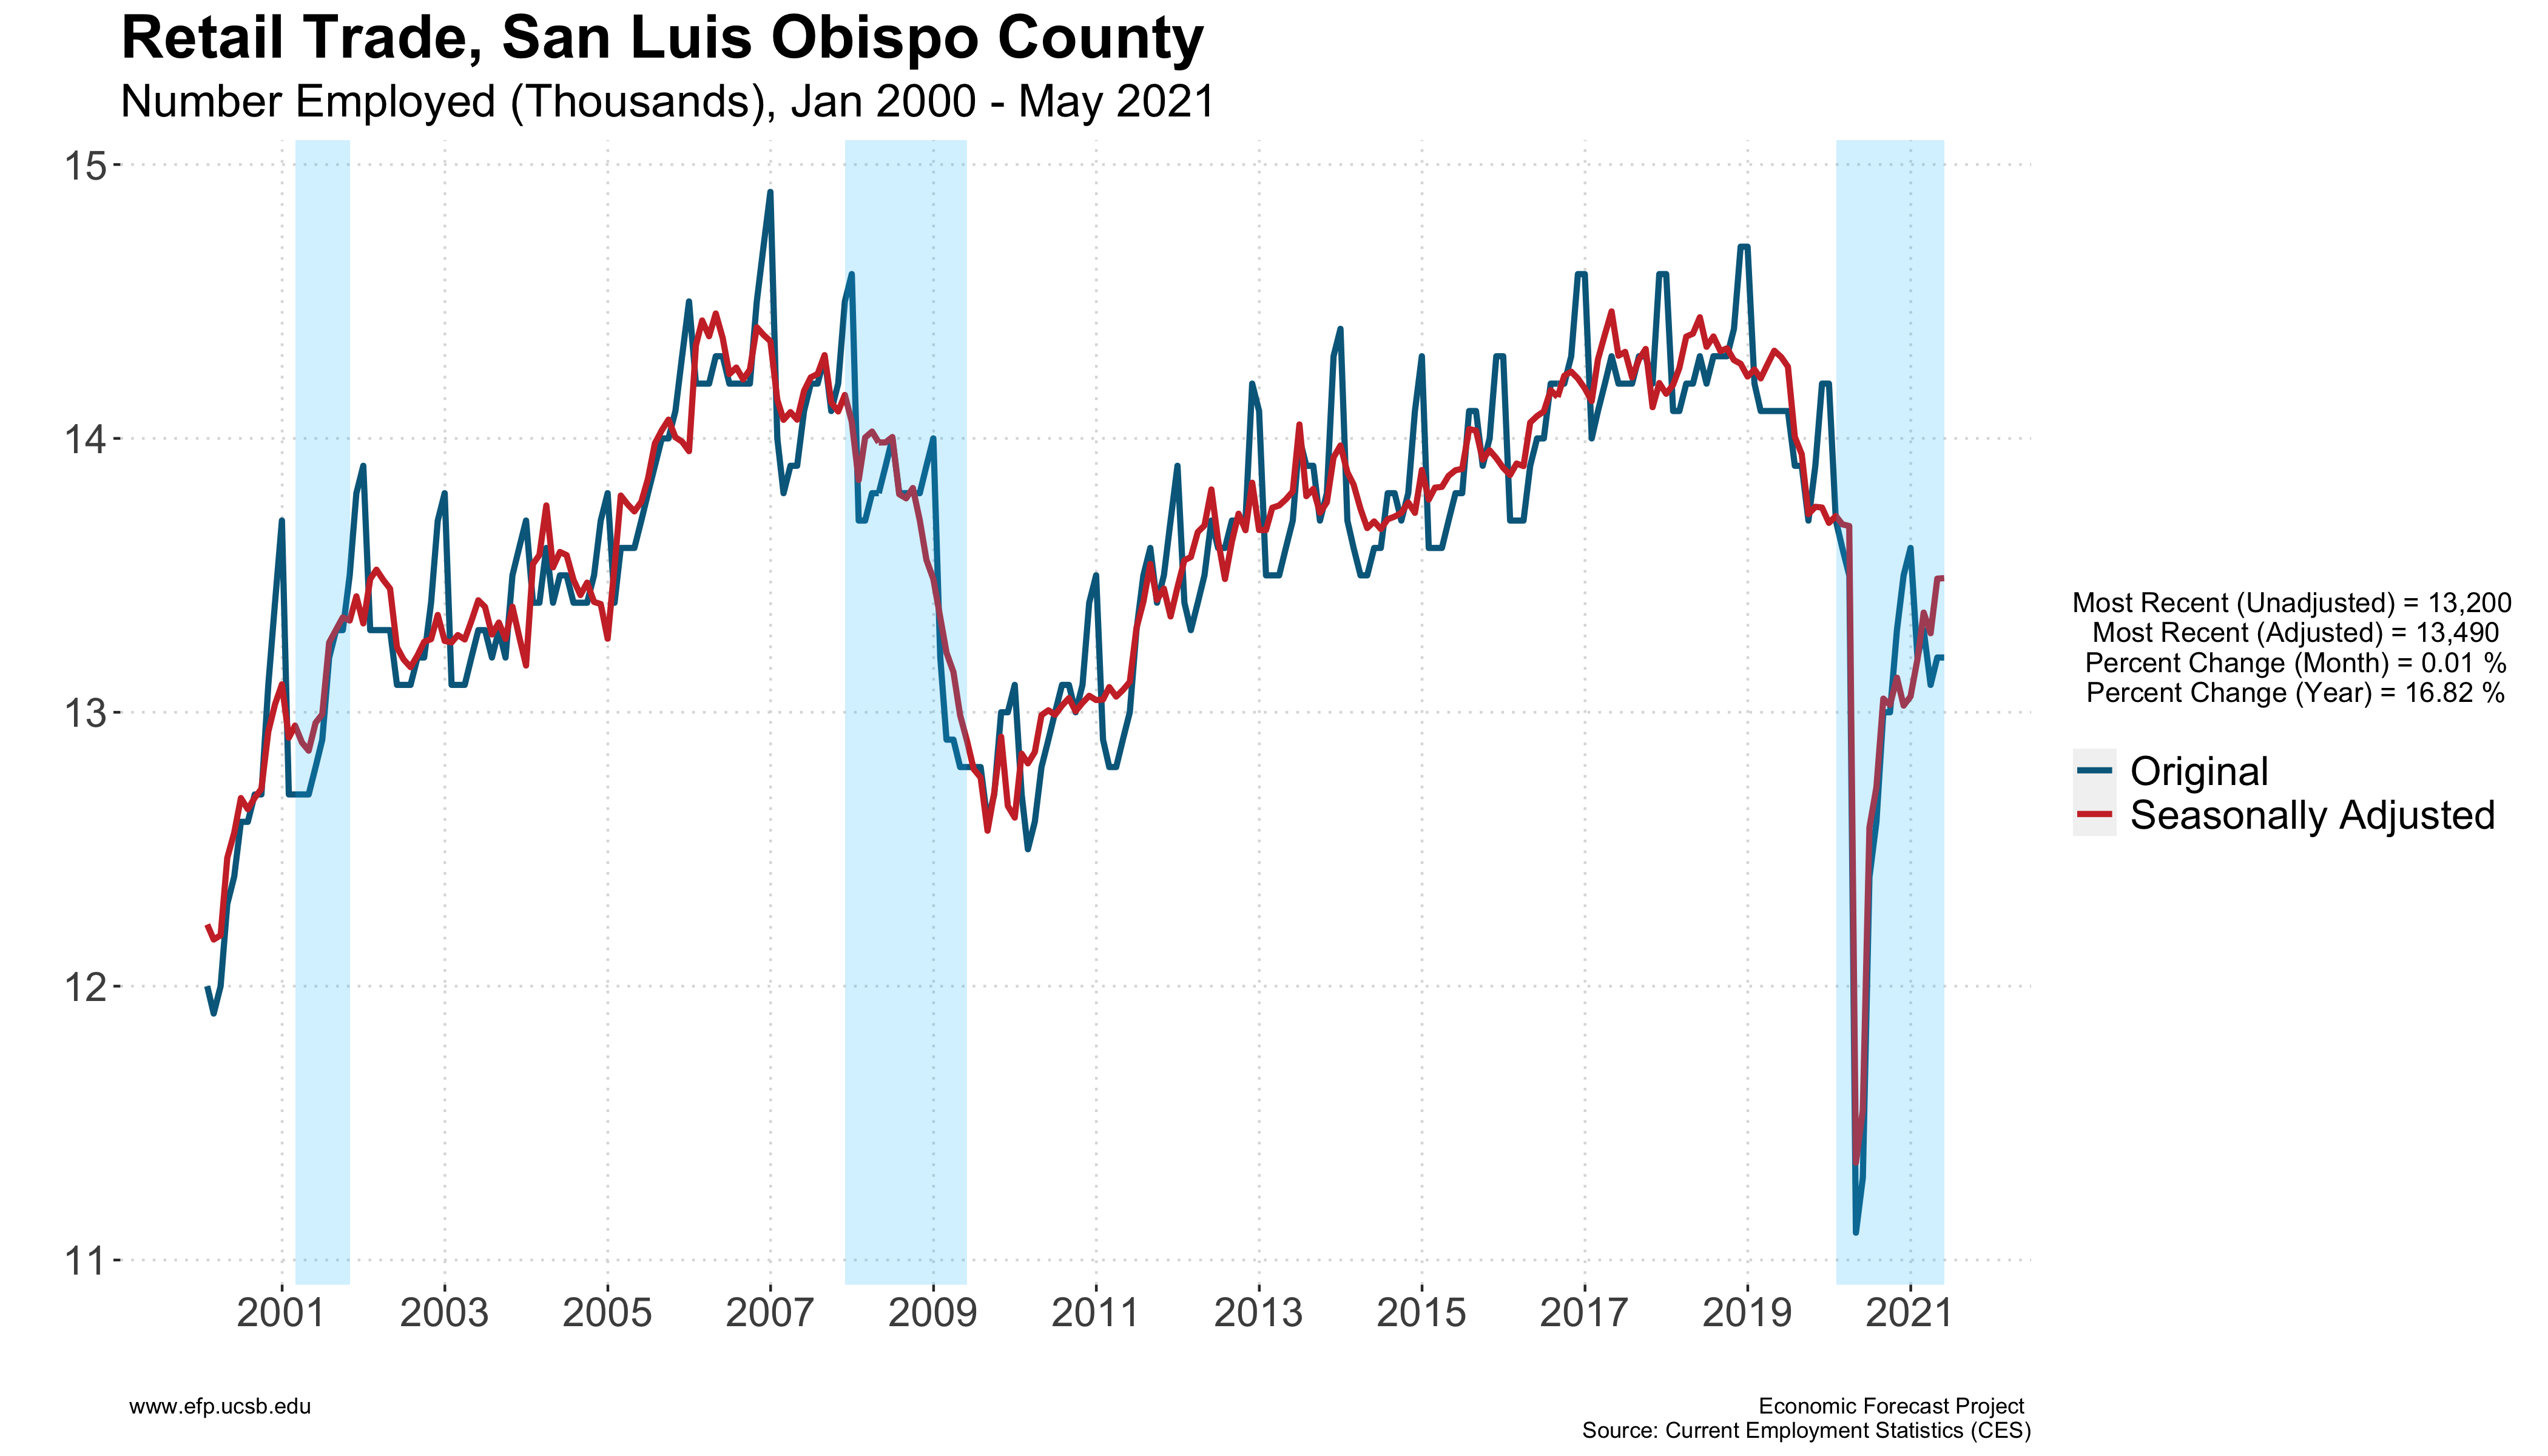 Retail Trade, San Luis Obispo County
Number Employed (Thousands), Jan 2000 - May 2021
15
14
13
12
11
2001 2003 2005 2007 2009 2011 2013 2015 2017 2019 2021
Most Recent (Unadjusted) = 13,200
Most Recent (Adjusted) = 13,490
Percent Change (Month) = 0.01 %
Percent Change (Year) = 16.82 %
Original
Seasonally Adjusted
www.efp.ucsb.edu
Economic Forecast Project
Source: Current Employment Statistics (CES)